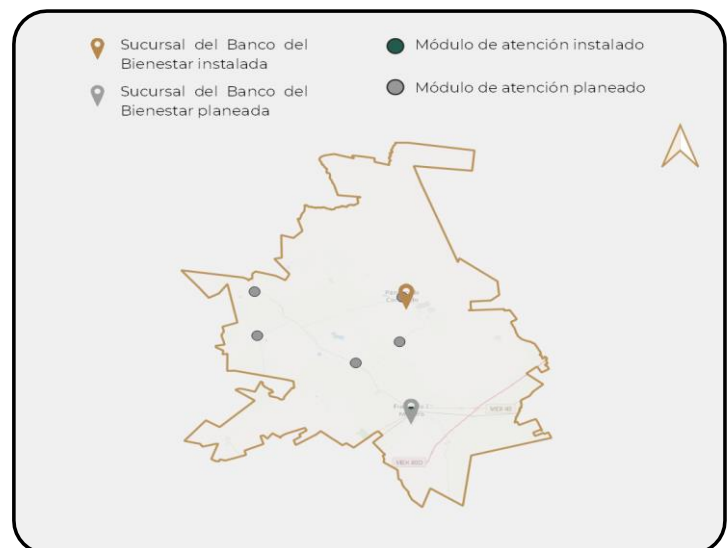 Sucursal del Banco del
Bienestar instalada
Sucursal del Banco del
Bienestar planeada
Módulo de atención instalado
Módulo de atención planeado
MEX 40D